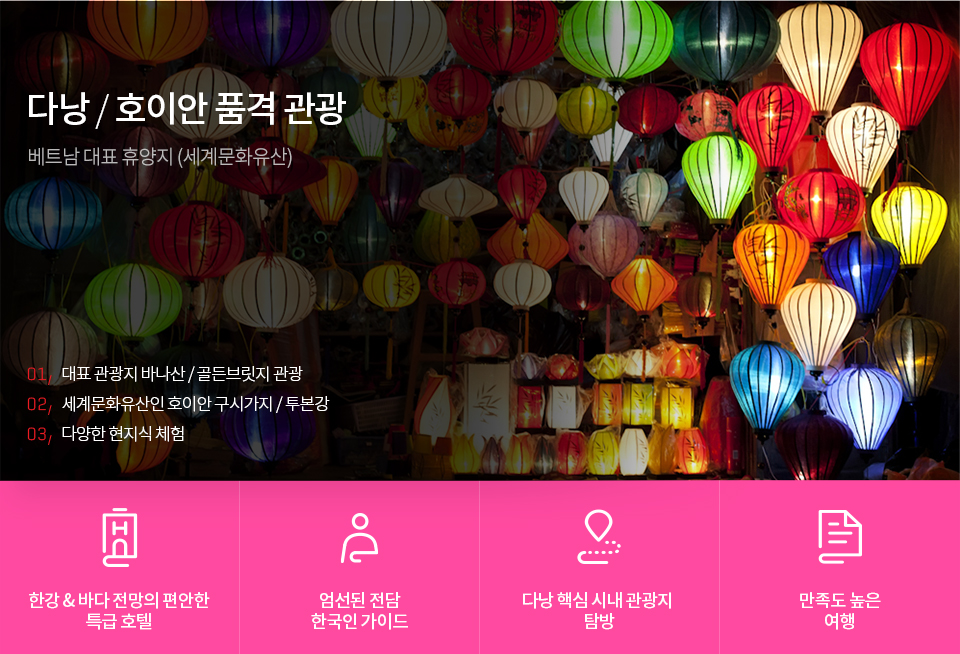 다낭 / 호이안 품격 관광
베트남 대표 휴양지 (세계문화유산)
01, 대표 관광지 바나산 / 골든브릿지 관광
02, 세계문화유산인 호이안 구시가지 / 투본강
03, 다양한 현지식 체험
H
한강 & 바다 전망의 편안한
특급 호텔
엄선된 전담
한국인 가이드
다낭 핵심 시내 관광지
탐방
만족도 높은
여행